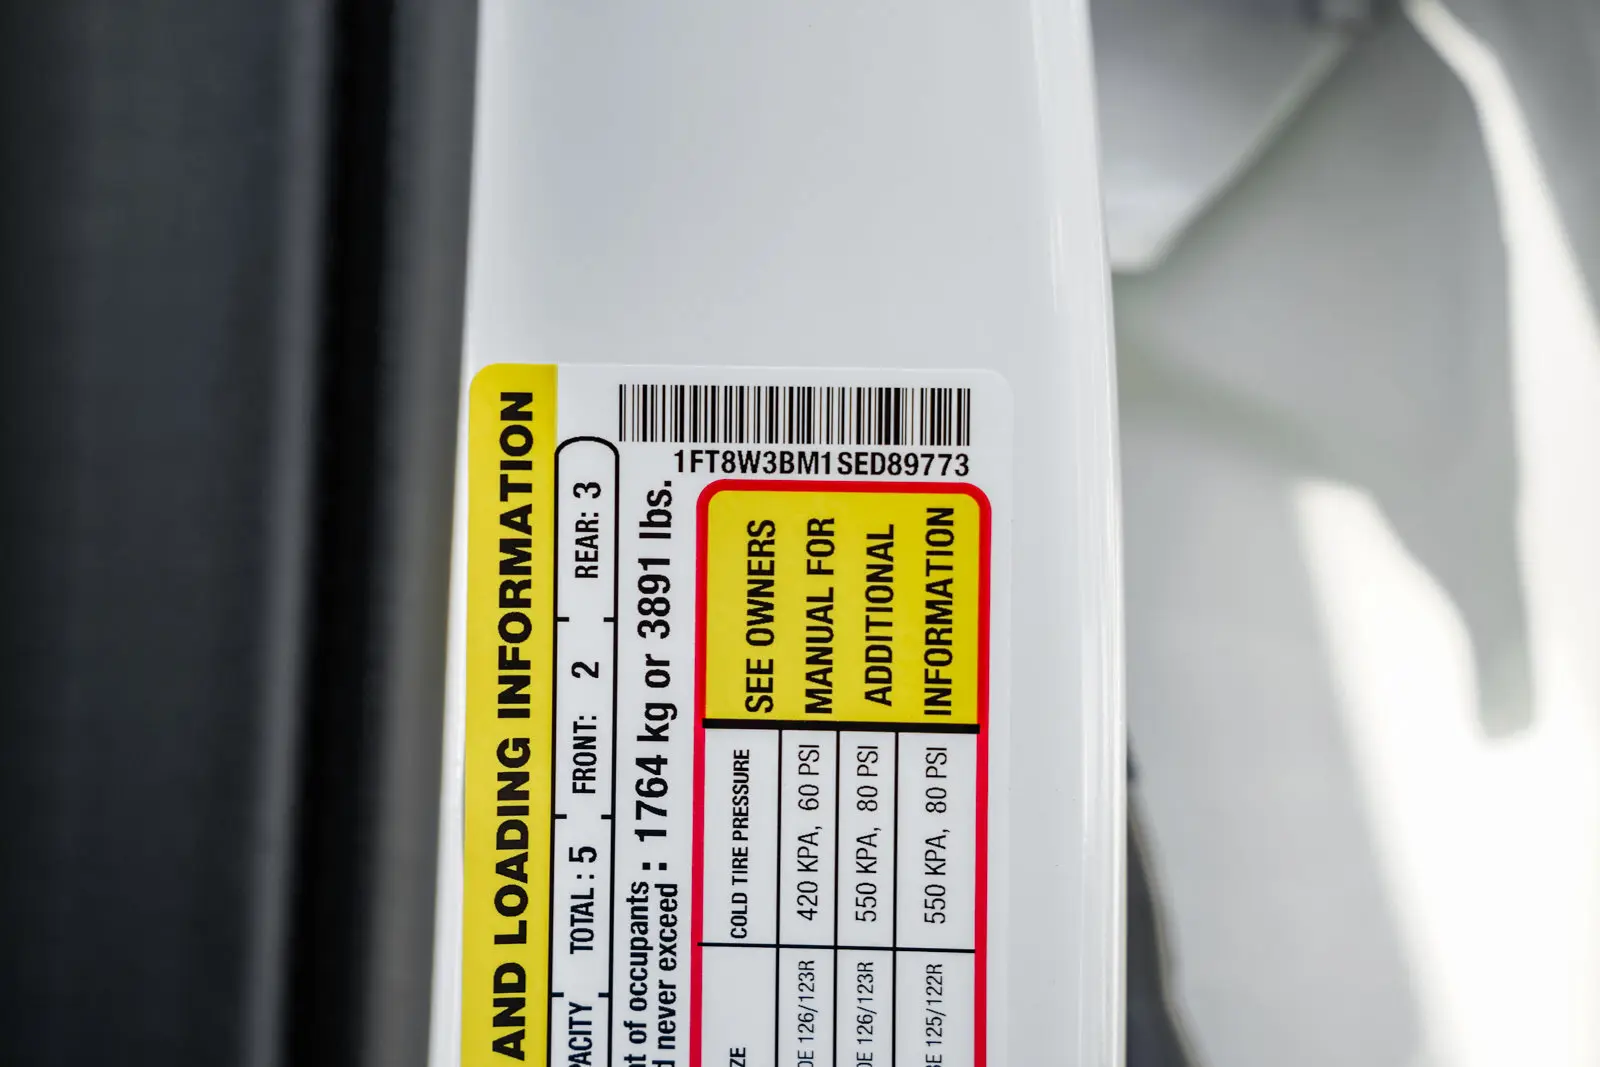 AND LOADING INFORMATION
TOTAL : 5 FRONT: 2 REAR: 3
of occupants
never exceed : 1764 kg or 3891 lbs.
1FT8W3BM1SED89773
COLD TIRE PRESSURE SEE OWNERS
126/123R 420 KPA, 60 PSI MANUAL FOR
126/123R 550 KPA, 80 PSI ADDITIONAL
125/122R 550 KPA, 80 PSI INFORMATION